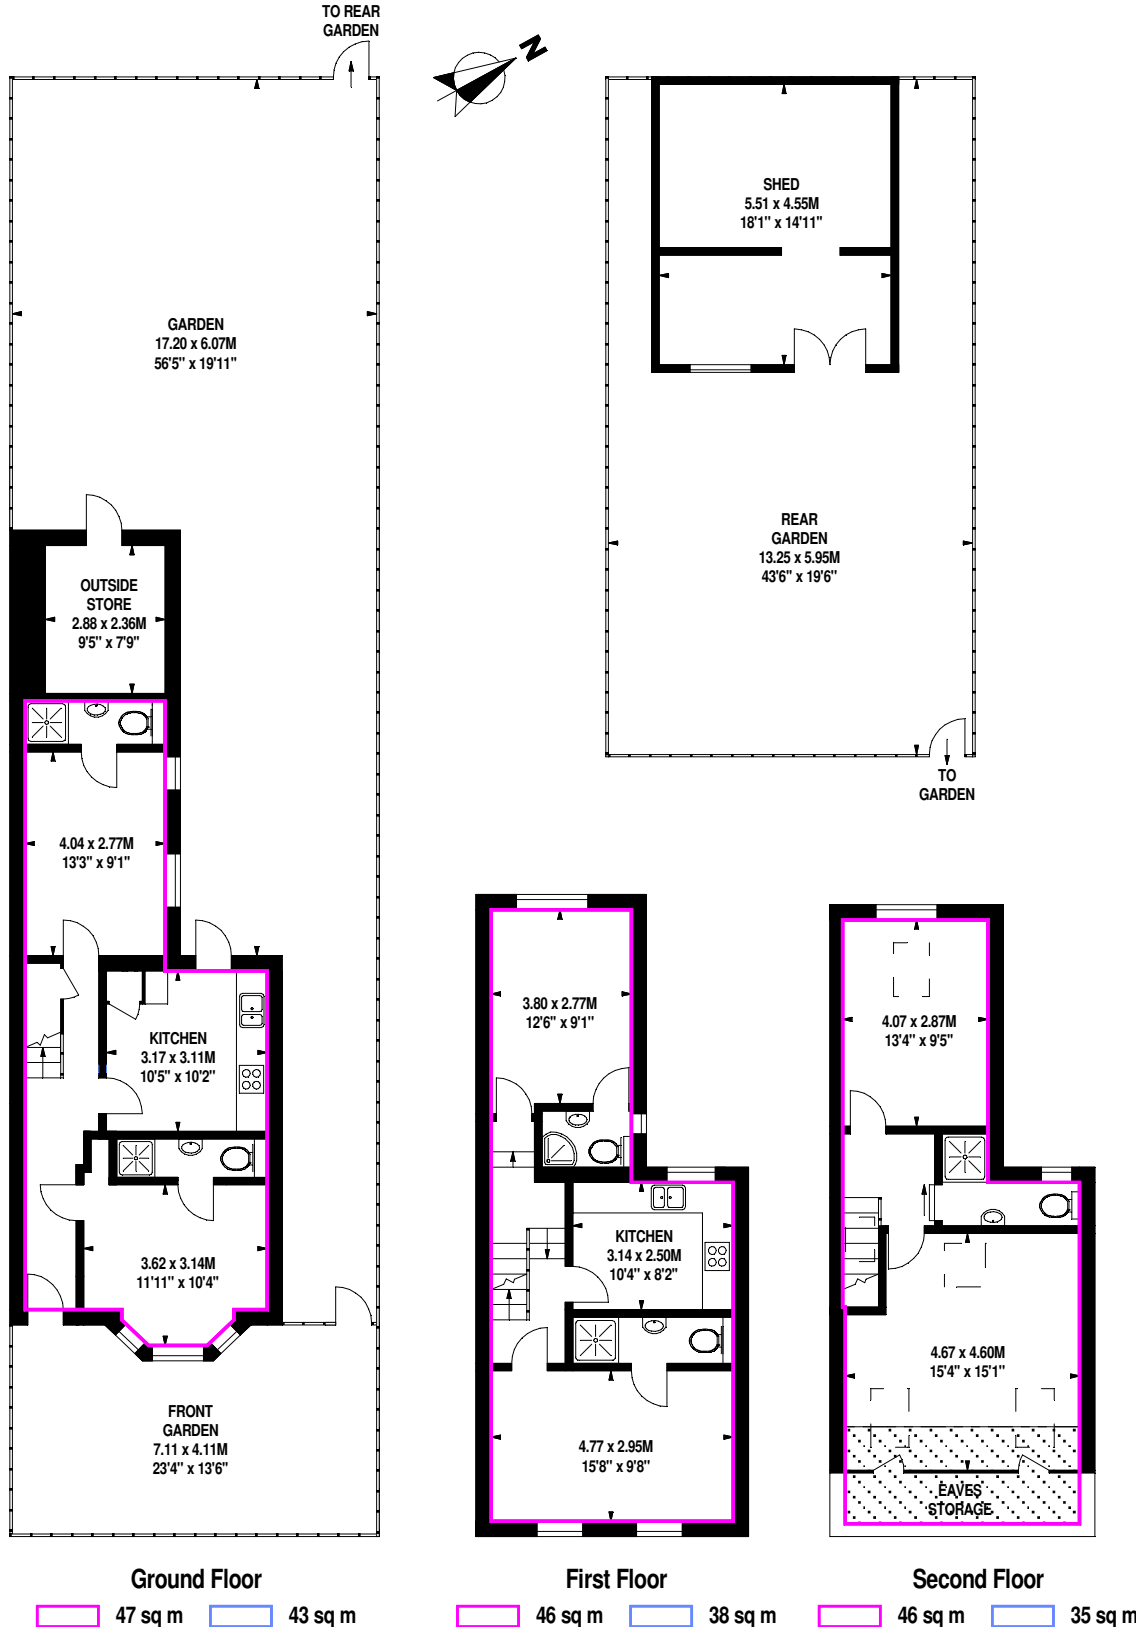 TO REAR
GARDEN
N
SHED
5.51 x 4.55M
18'1" x 14'11"
GARDEN
17.20 x 6.07M
56'5" x 19'11"
REAR
GARDEN
13.25 x 5.95M
43'6" x 19'6"
OUTSIDE
STORE
2.88 x 2.36M
9'5" x 7'9"
TO
GARDEN
4.04 x 2.77M
13'3" x 9'1"
3.80 x 2.77M
12'6" x 9'1"
4.07 x 2.87M
13'4" x 9'5"
KITCHEN
3.17 x 3.11M
10'5" x 10'2"
KITCHEN
3.14 x 2.50M
10'4" x 8'2"
3.62 x 3.14M
11'11" x 10'4"
4.67 x 4.60M
15'4" x 15'1"
FRONT
GARDEN
7.11 x 4.11M
23'4" x 13'6"
4.77 x 2.95M
15'8" x 9'8"
EAVES
STORAGE
Ground Floor
47 sq m 43 sq m
First Floor
46 sq m 38 sq m
Second Floor
46 sq m 35 sq m